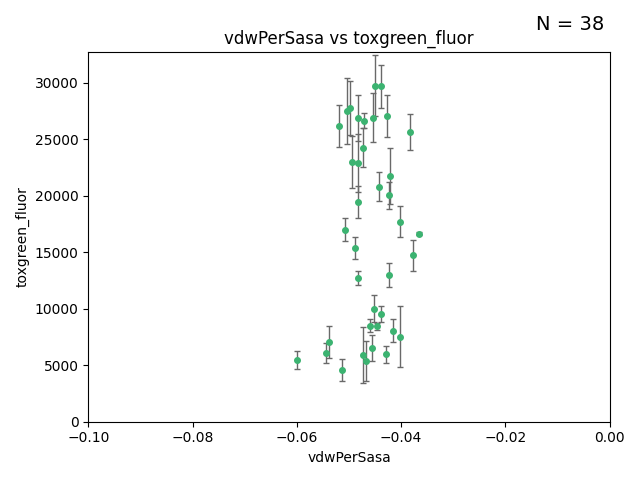 N = 38
vdwPerSasa vs toxgreen_fluor
30000
25000
20000
15000
10000
5000
0
toxgreen_fluor
−0.10 −0.08 −0.06 −0.04 −0.02 0.00
vdwPerSasa